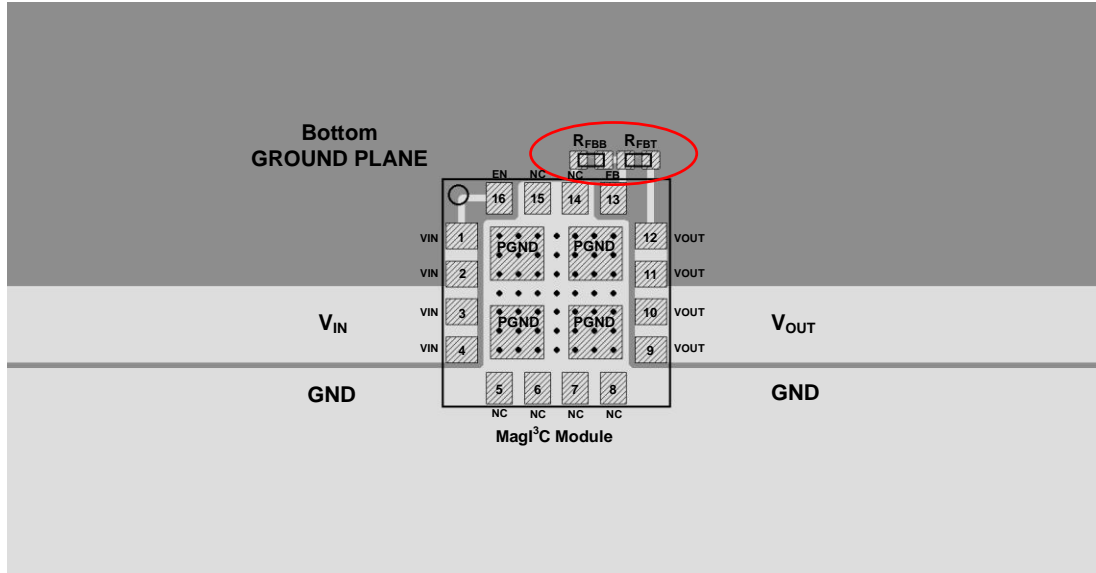 Bottom
GROUND PLANE
RFBB RFBT
EN NC NC FB
16 15 14 13
VIN 1 PGND PGND 12 VOUT
VIN 2 11 VOUT
VIN VIN 3 PGND PGND 10 VOUT VOUT
VIN 4 9 VOUT
GND GND
5 6 7 8
NC NC NC NC
MagI³C Module